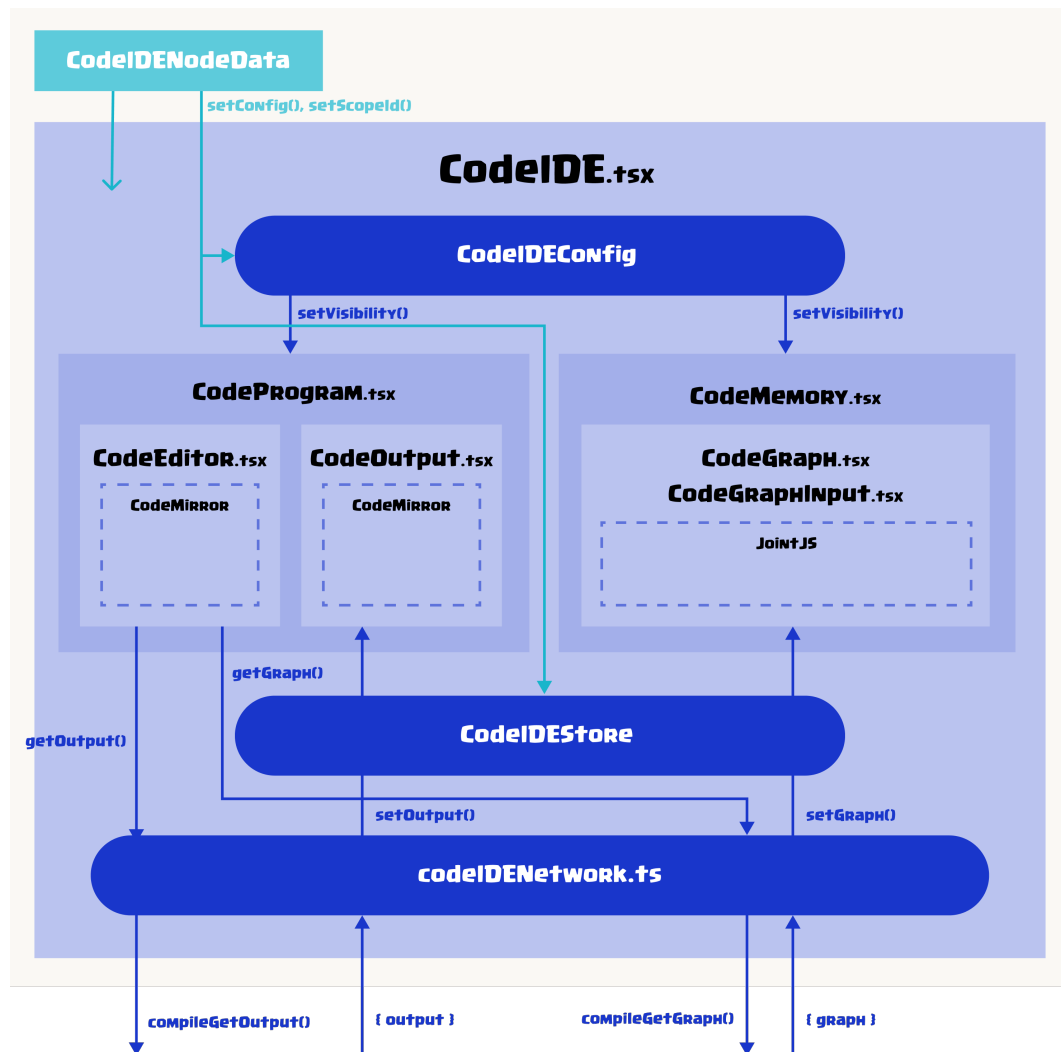 CodeIDENodeData
setConfig(), setScopeId()
CodeIDE.tsx
CodeIDEConfig
setVisibility()
setVisibility()
CodeProgram.tsx
CodeMemory.tsx
CodeEditor.tsx
CodeOutput.tsx
CodeGraph.tsx
CodeGraphInput.tsx
CodeMirror
CodeMirror
JointJS
getGraph()
getOutput()
CodeIDEStore
setOutput()
setGraph()
codeIDENetwork.ts
compileGetOutput()
{ output }
compileGetGraph()
{ graph }